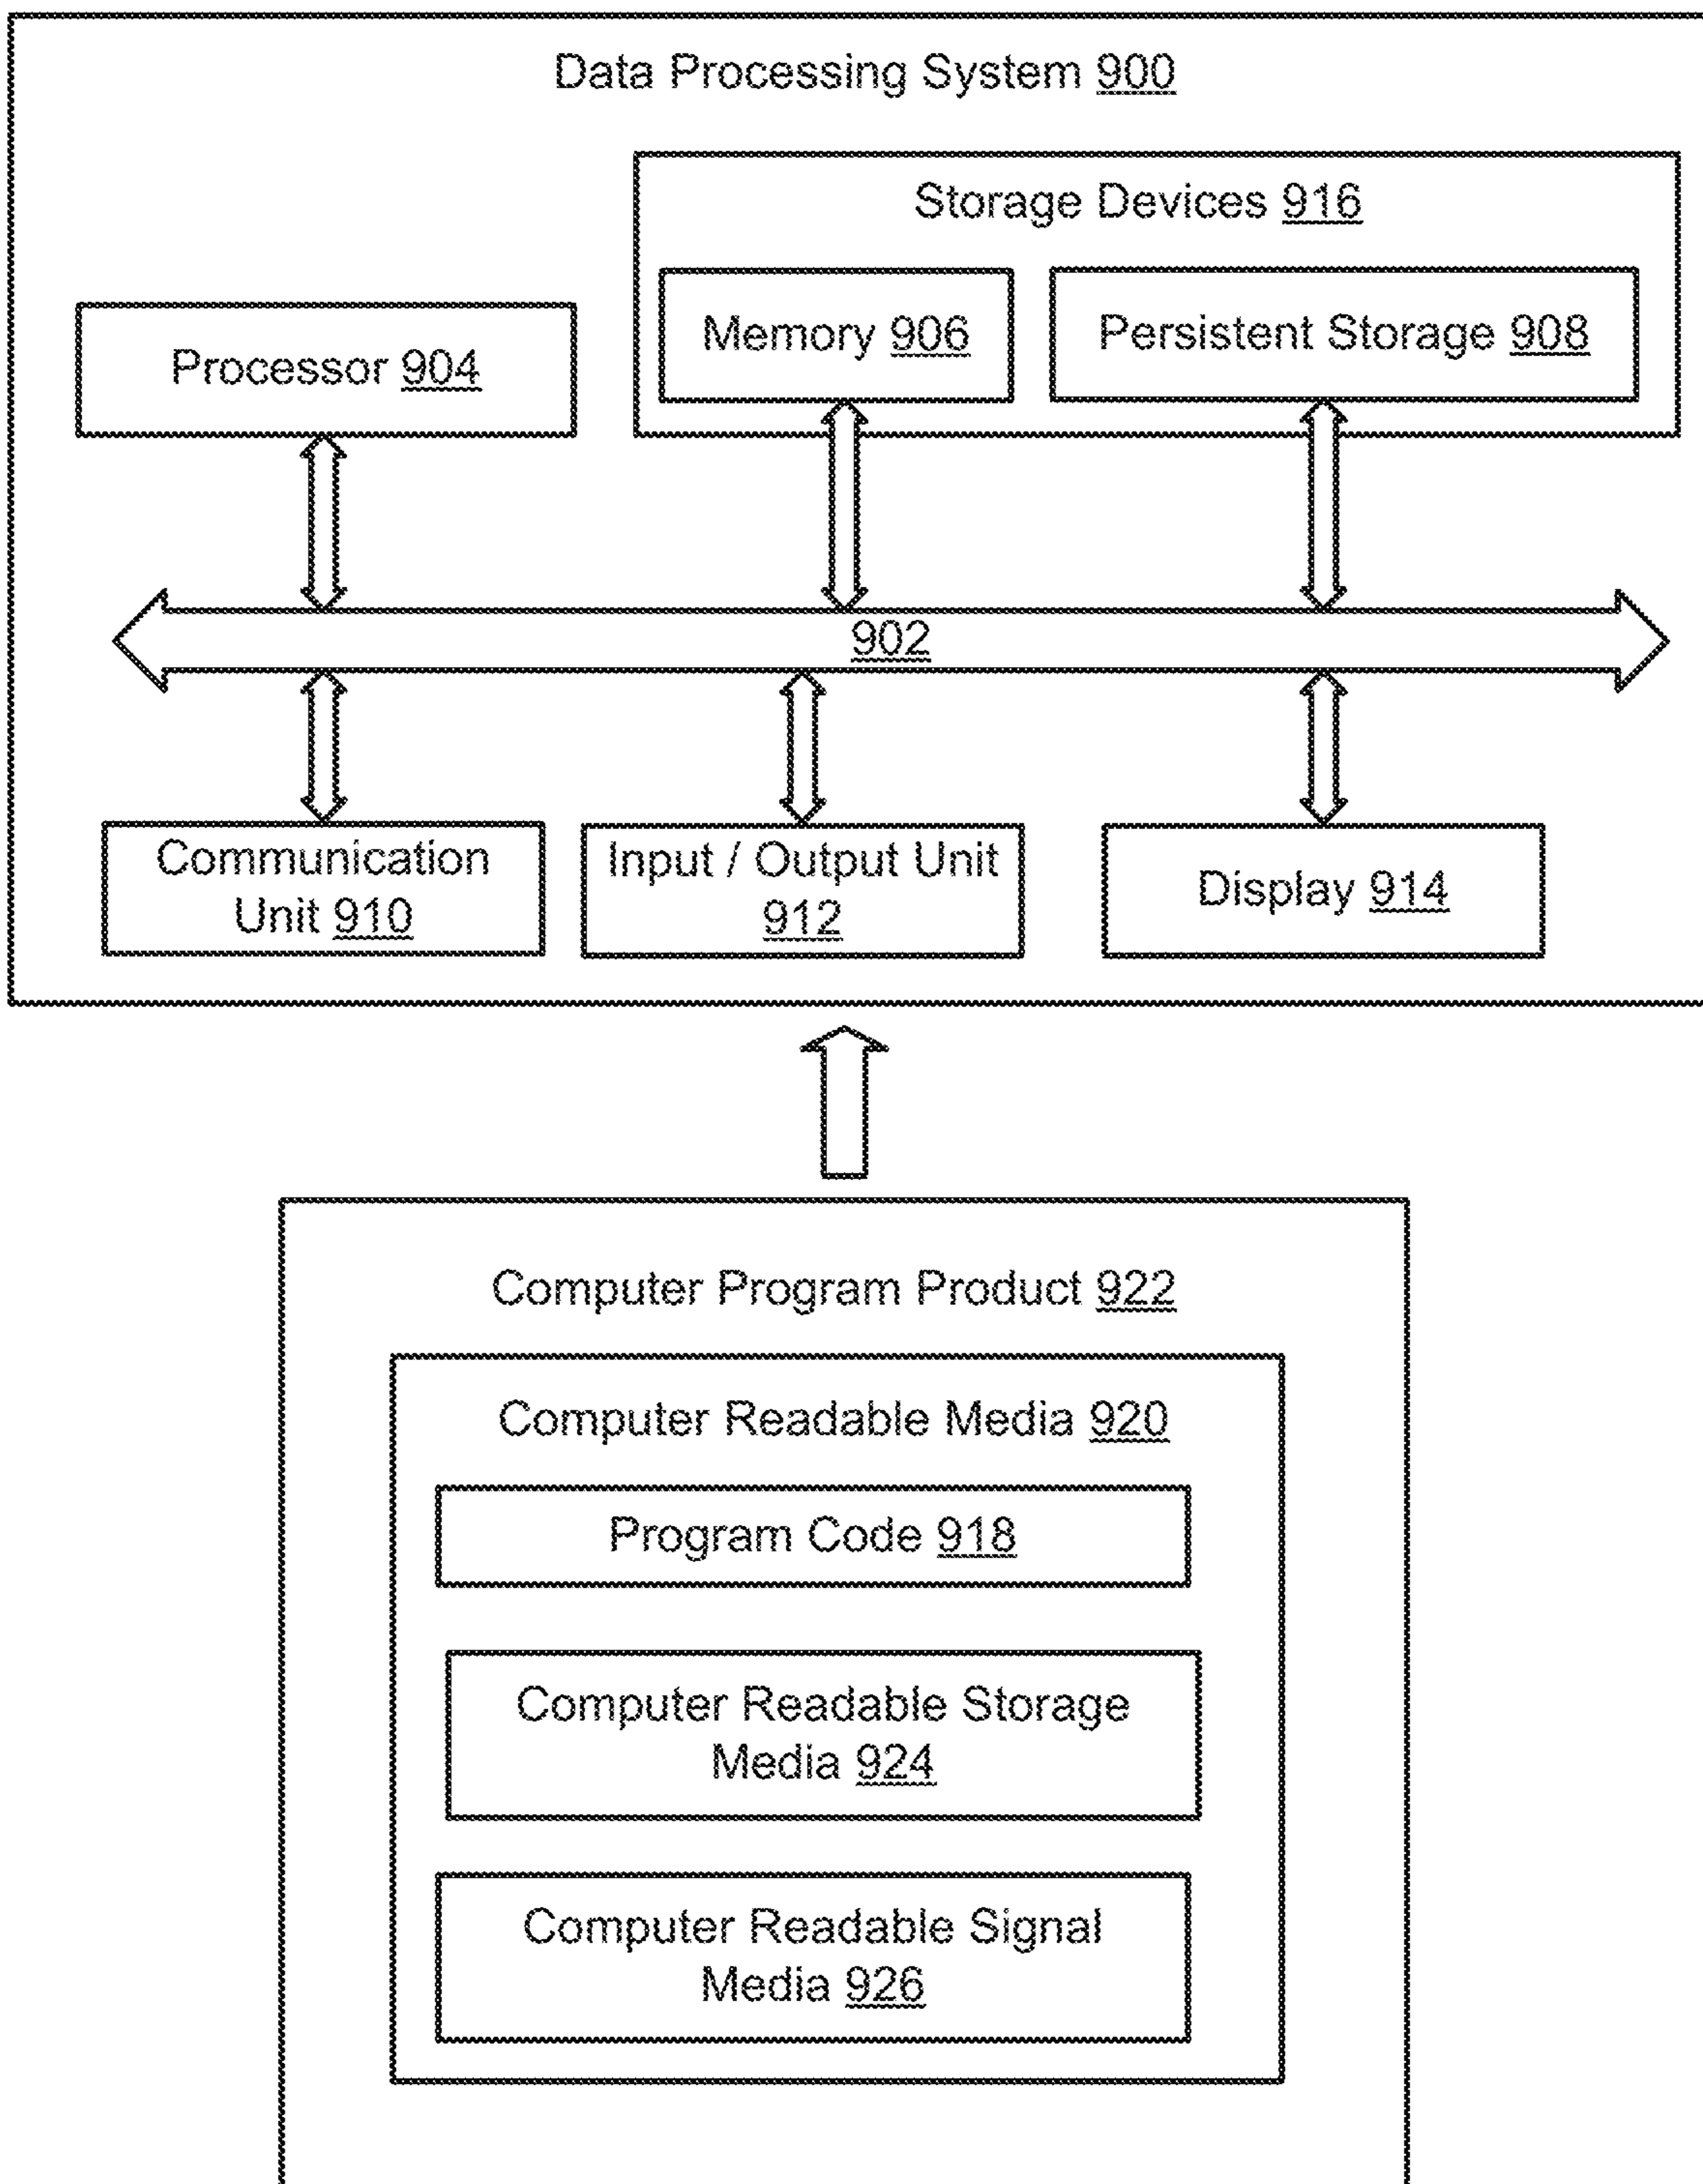 Data Processing System 900
Storage Devices 916
Memory 906
Persistent Storage 908
Processor 904
902
Communication
Unit 910
Input / Output Unit
912
Display 914
Computer Program Product 922
Computer Readable Media 920
Program Code 918
Computer Readable Storage
Media 924
Computer Readable Signal
Media 926